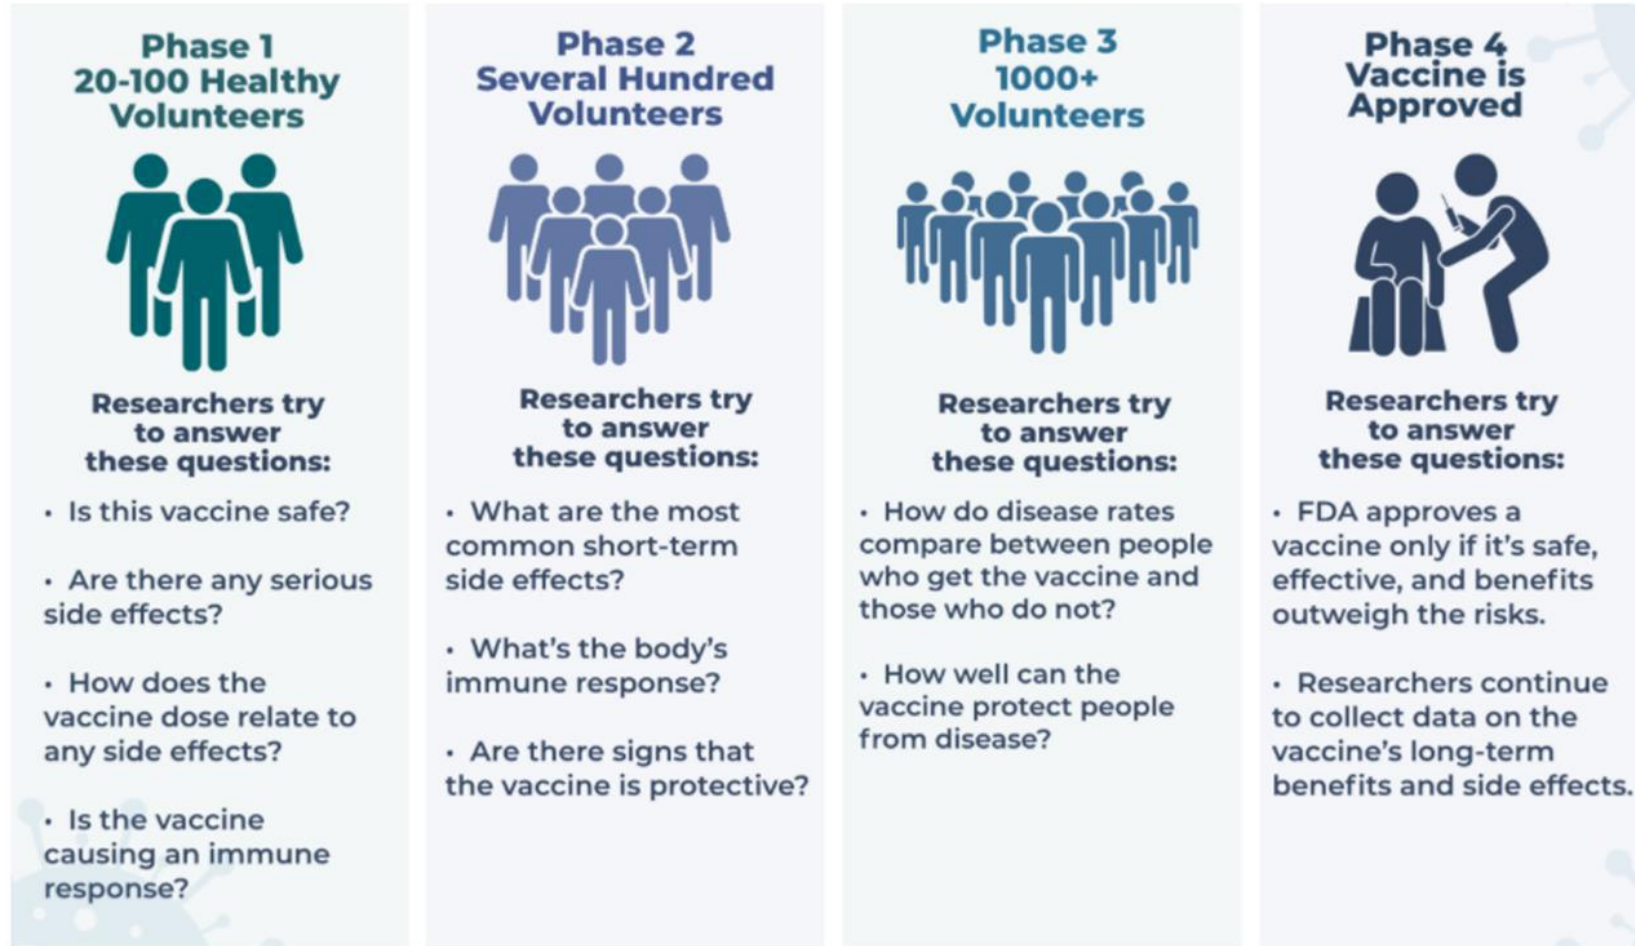 Phase 1
20-100 Healthy
Volunteers
Researchers try
to answer
these questions:
· Is this vaccine safe?
· Are there any serious
side effects?
· How does the
vaccine dose relate to
any side effects?
· Is the vaccine
causing an immune
response?
Phase 2
Several Hundred
Volunteers
Researchers try
to answer
these questions:
· What are the most
common short-term
side effects?
· What's the body's
immune response?
· Are there signs that
the vaccine is protective?
Phase 3
1000+
Volunteers
Researchers try
to answer
these questions:
· How do disease rates
compare between people
who get the vaccine and
those who do not?
· How well can the
vaccine protect people
from disease?
Phase 4
Vaccine is
Approved
Researchers try
to answer
these questions:
· FDA approves a
vaccine only if it's safe,
effective, and benefits
outweigh the risks.
· Researchers continue
to collect data on the
vaccine's long-term
benefits and side effects.